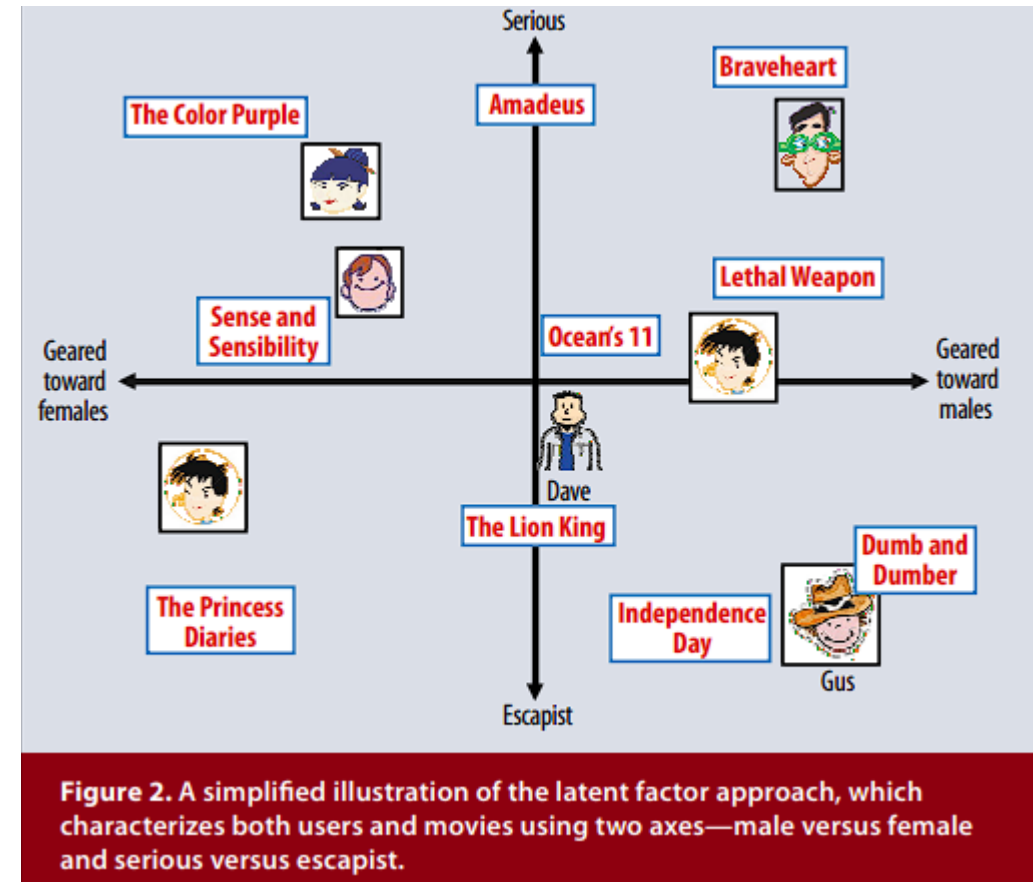 Serious
Braveheart
Amadeus
The Color Purple
Lethal Weapon
Sense and
Sensibility
Ocean's 11
Geared
toward
females
Geared
toward
males
Dave
The Lion King
Dumb and
Dumber
The Princess
Diaries
Independence
Day
Gus
Escapist
Figure 2. A simplified illustration of the latent factor approach, which
characterizes both users and movies using two axes—male versus female
and serious versus escapist.